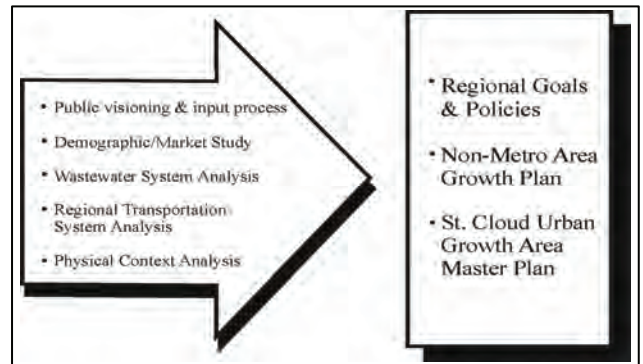 • Public visioning & input process
• Demographic/Market Study
• Wastewater System Analysis
• Regional Transportation
System Analysis
• Physical Context Analysis
• Regional Goals
& Policies
• Non-Metro Area
Growth Plan
• St. Cloud Urban
Growth Area
Master Plan